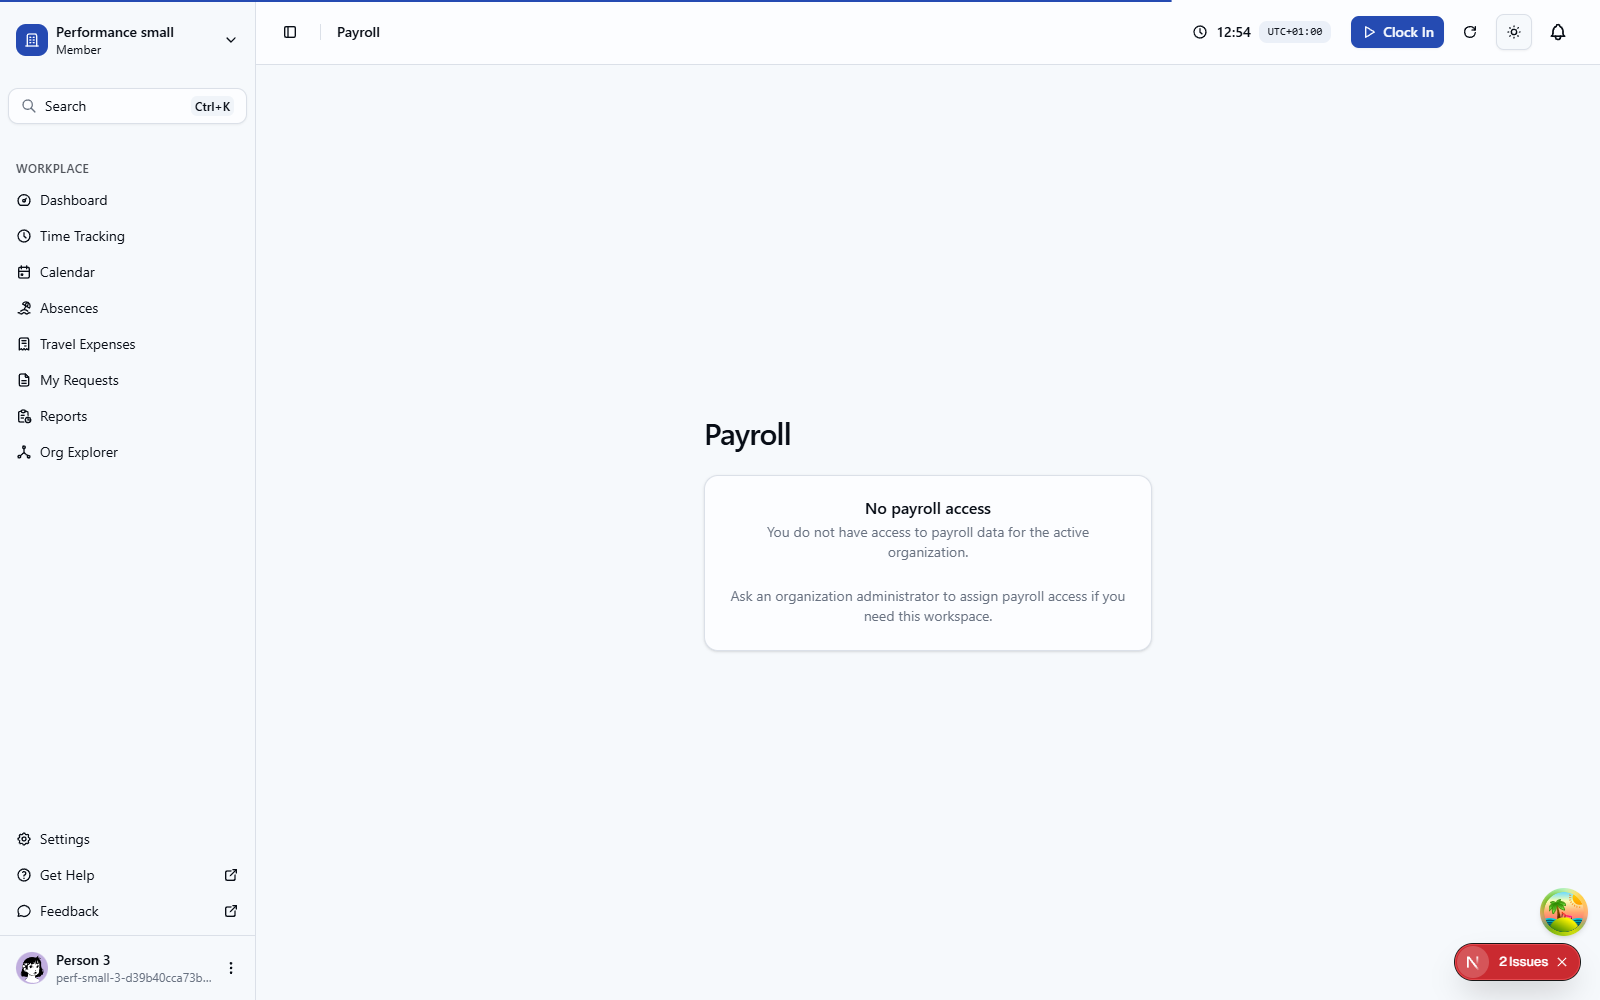 Performance small
Member
Payroll
12:54
UTC+01:00
Clock In
Search
Ctrl+K
WORKPLACE
Dashboard
Time Tracking
Calendar
Absences
Travel Expenses
My Requests
Reports
Org Explorer
Payroll
No payroll access
You do not have access to payroll data for the active
organization.
Ask an organization administrator to assign payroll access if you
need this workspace.
Settings
Get Help
Feedback
Person 3
perf-small-3-d39b40cca73b...
N
2 Issues